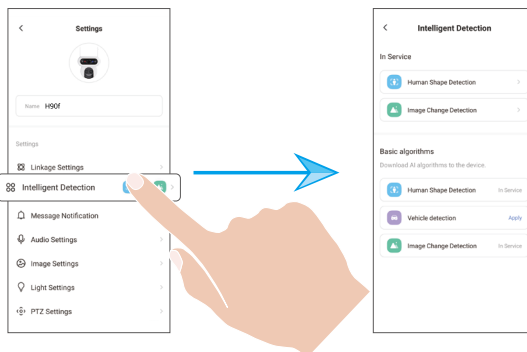 Settings
Name H90f
Settings
Linkage Settings
Intelligent Detection
Message Notification
Audio Settings
Image Settings
Light Settings
PTZ Settings
Intelligent Detection
In Service
Human Shape Detection
Image Change Detection
Basic algorithms
Download AI algorithms to the device.
Human Shape Detection In Service
Vehicle detection Apply
Image Change Detection In Service